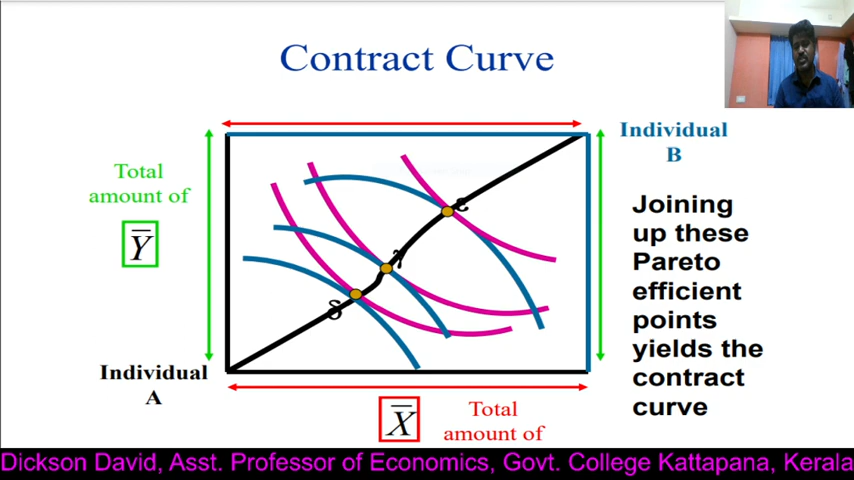 Contract Curve
Individual
B
Total
amount of
Y
ε
γ
δ
Joining
up these
Pareto
efficient
points
yields the
contract
curve
Individual
A
X
Total
amount of
Dickson David, Asst. Professor of Economics, Govt. College Kattapana, Kerala